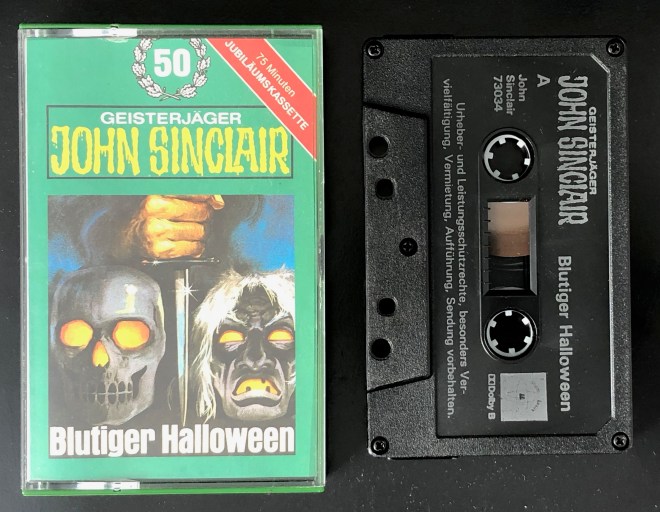 50
75 Minuten
JUBILÄUMSKASSETTE
GEISTERJÄGER
JOHN SINCLAIR
Blutiger Halloween
GEISTERJÄGER
JOHN SINCLAIR
Blutiger Halloween
A
John
Sinclair
73034
Dolby B
Urheber- und Leistungsschutzrechte, besonders Ver-
vielfältigung, Vermietung, Aufführung, Sendung vorbehalten.